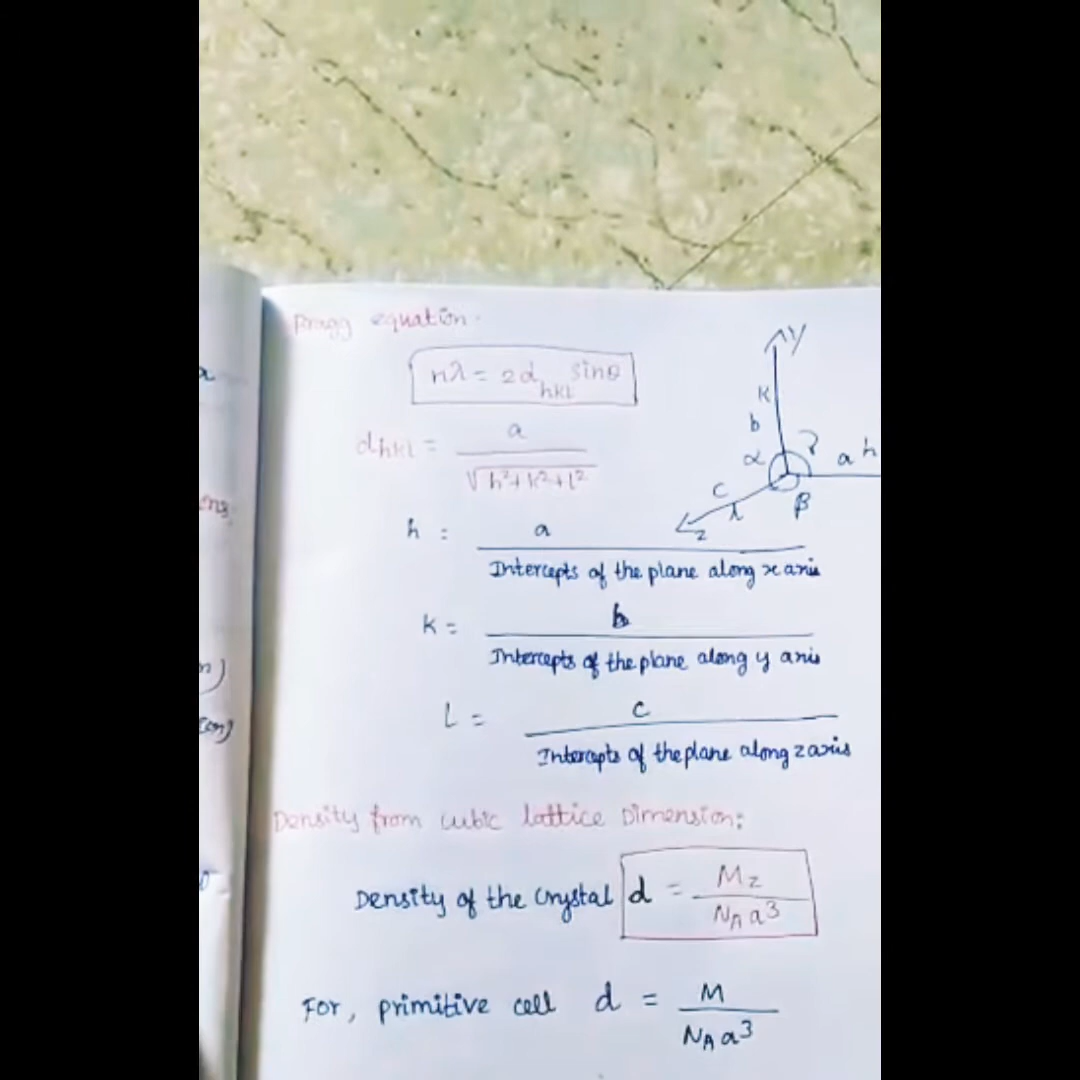 Bragg equation.
nλ = 2d_hkl sinθ
d_hkl = a / √h²+k²+l²
h = a / Intercepts of the plane along x axis
K = b / Intercepts of the plane along y axis
l = c / Intercepts of the plane along z axis
Y
K
b
α
a h
c
β
z
Density from cubic lattice Dimension:
Density of the Crystal d = Mz / N_A a³
For, primitive cell d = M / N_A a³